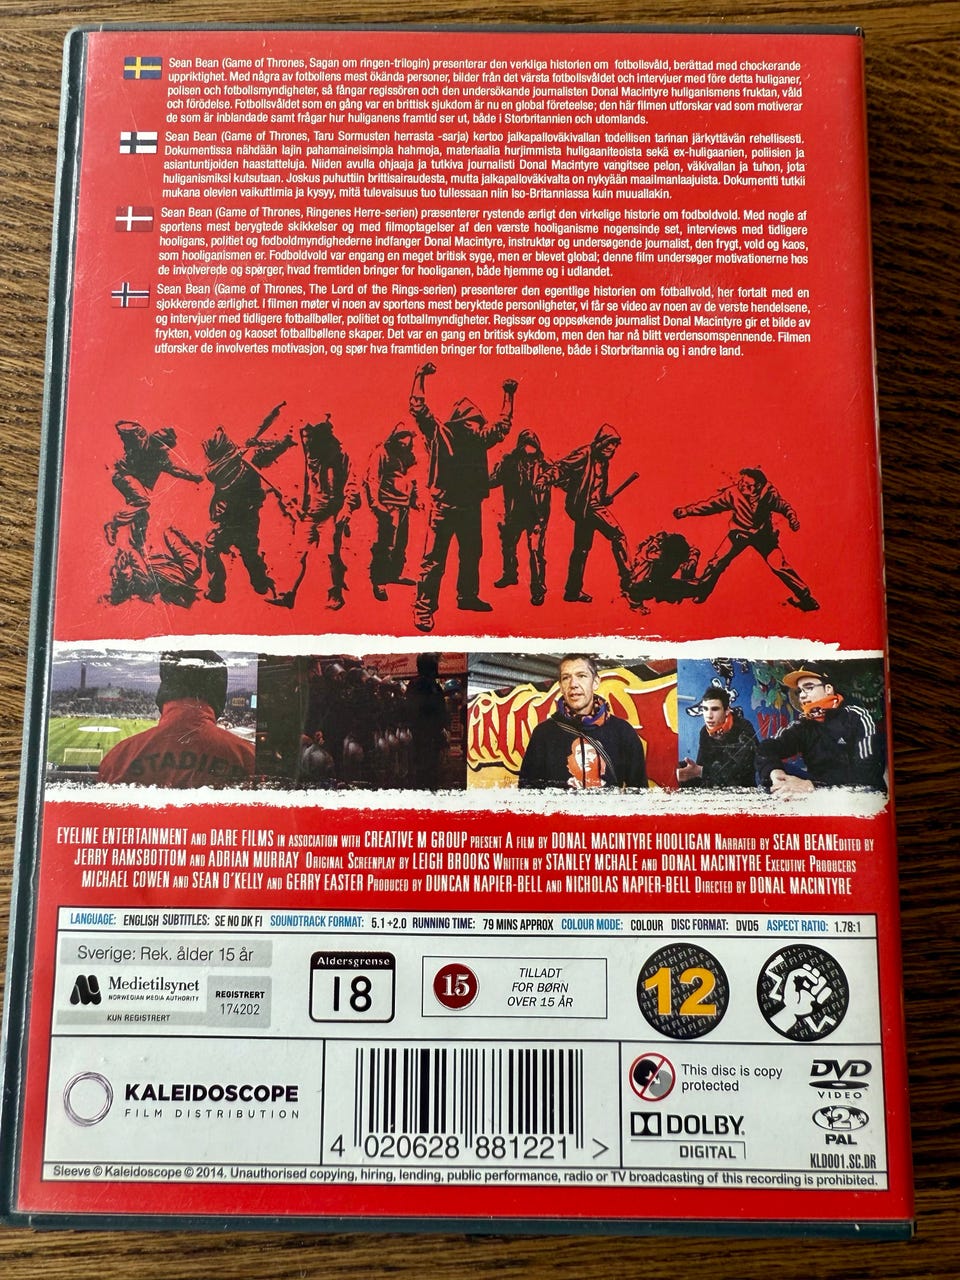 Sean Bean (Game of Thrones, Sagan om ringen-trilogin) presenterar den verkliga historien om fotbollsvåld, berättad med chockerande
uppriktighet. Med några av fotbollens mest ökända personer, bilder från det värsta fotbollsvåldet och intervjuer med före detta huliganer,
polisen och fotbollsmyndigheter, så fångar regissören och den undersökande journalisten Donal Macintyre huliganismens fruktan, våld
och förödelse. Fotbollsvåldet som en gång var en brittisk sjukdom är nu en global företeelse; den här filmen utforskar vad som motiverar
de som är inblandade samt frågar hur huliganens framtid ser ut, både i Storbritannien och utomlands.
Sean Bean (Game of Thrones, Taru Sormusten herrasta -sarja) kertoo jalkapalloväkivallan todellisen tarinan järkyttävän rehellisesti.
Dokumentissa nähdään lajin pahamaineisimpia hahmoja, materiaalia hurjimmista huligaaniteoista sekä ex-huligaanien, poliisien ja
asiantuntijoiden haastatteluja. Niiden avulla ohjaaja ja tutkiva journalisti Donal Macintyre vangitsee pelon, väkivallan ja tuhon, jota
huliganismiksi kutsutaan. Joskus puhuttiin brittisairaudesta, mutta jalkapalloväkivalta on nykyään maailmanlaajuista. Dokumentti tutkii
mukana olevien vaikuttimia ja kysyy, mitä tulevaisuus tuo tullessaan niin Iso-Britanniassa kuin muuallakin.
Sean Bean (Game of Thrones, Ringenes Herre-serien) præsenterer rystende ærligt den virkelige historie om fodboldvold. Med nogle af
sportens mest berygtede skikkelser og med filmoptagelser af den værste hooliganisme nogensinde set, interviews med tidligere
hooligans, politiet og fodboldmyndighederne indfanger Donal Macintyre, instruktør og undersøgende journalist, den frygt, vold og kaos,
som hooliganismen er. Fodboldvold var engang en meget britisk syge, men er blevet global; denne film undersøger motivationerne hos
de involverede og spørger, hvad fremtiden bringer for hooliganen, både hjemme og i udlandet.
Sean Bean (Game of Thrones, The Lord of the Rings-serien) presenterer den egentlige historien om fotballvold, her fortalt med en
sjokkerende ærlighet. I filmen møter vi noen av sportens mest beryktede personligheter, vi får se video av noen av de verste hendelsene,
og intervjuer med tidligere fotballbøller, politiet og fotballmyndigheter. Regissør og oppsøkende journalist Donal Macintyre gir et bilde av
frykten, volden og kaoset fotballbøllene skaper. Det var en gang en britisk sykdom, men den har nå blitt verdensomspennende. Filmen
utforsker de involvertes motivasjon, og spør hva framtiden bringer for fotballbøllene, både i Storbritannia og i andre land.
STADIE
EYELINE ENTERTAINMENT AND DARE FILMS IN ASSOCIATION WITH CREATIVE M GROUP PRESENT A FILM BY DONAL MACINTYRE HOOLIGAN NARRATED BY SEAN BEANEDITED BY
JERRY RAMSBOTTOM AND ADRIAN MURRAY ORIGINAL SCREENPLAY BY LEIGH BROOKS WRITTEN BY STANLEY MCHALE AND DONAL MACINTYRE EXECUTIVE PRODUCERS
MICHAEL COWEN AND SEAN O'KELLY AND GERRY EASTER PRODUCED BY DUNCAN NAPIER-BELL AND NICHOLAS NAPIER-BELL DIRECTED BY DONAL MACINTYRE
LANGUAGE: ENGLISH SUBTITLES: SE NO DK FI SOUNDTRACK FORMAT: 5.1+2.0 RUNNING TIME: 79 MINS APPROX COLOUR MODE: COLOUR DISC FORMAT: DVD5 ASPECT RATIO: 1.78:1
Sverige: Rek. ålder 15 år
Medietilsynet
NORWEGIAN MEDIA AUTHORITY
KUN REGISTRERT
REGISTRERT
174202
Aldersgrense
18
15
TILLADT
FOR BØRN
OVER 15 ÅR
12
KALEIDOSCOPE
FILM DISTRIBUTION
4 020628 881221 >
This disc is copy
protected
DOLBY
DIGITAL
DVD
VIDEO
2
PAL
KLD001.SC.DR
Sleeve © Kaleidoscope © 2014. Unauthorised copying, hiring, lending, public performance, radio or TV broadcasting of this recording is prohibited.